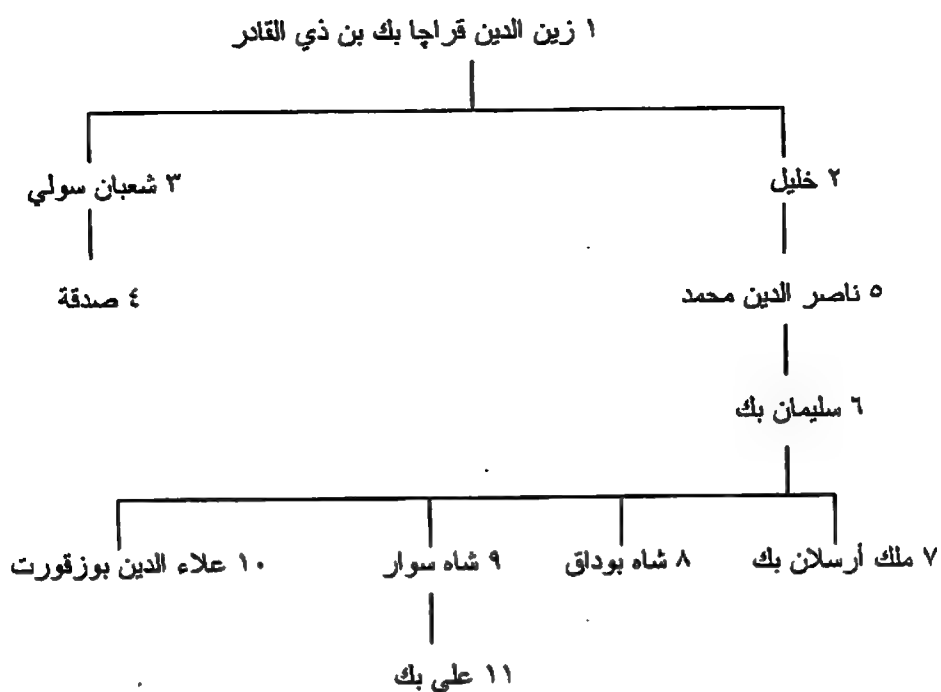 ١ زين الدين قراچا بك بن ذي القادر
٢ خليل
٣ شعبان سولي
٥ ناصر الدين محمد
٤ صدقة
٦ سليمان بك
٧ ملك أرسلان بك
٨ شاه بوداق
٩ شاه سوار
١٠ علاء الدين بوزقورت
١١ علي بك